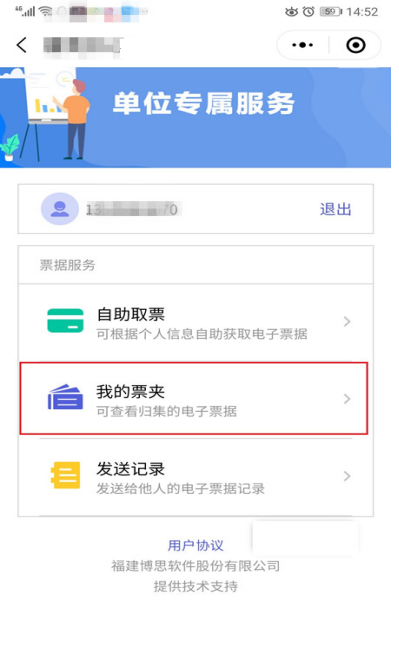 46 59 14:52
单位专属服务
退出
票据服务
自助取票
可根据个人信息自助获取电子票据
我的票夹
可查看归集的电子票据
发送记录
发送给他人的电子票据记录
用户协议
福建博思软件股份有限公司
提供技术支持